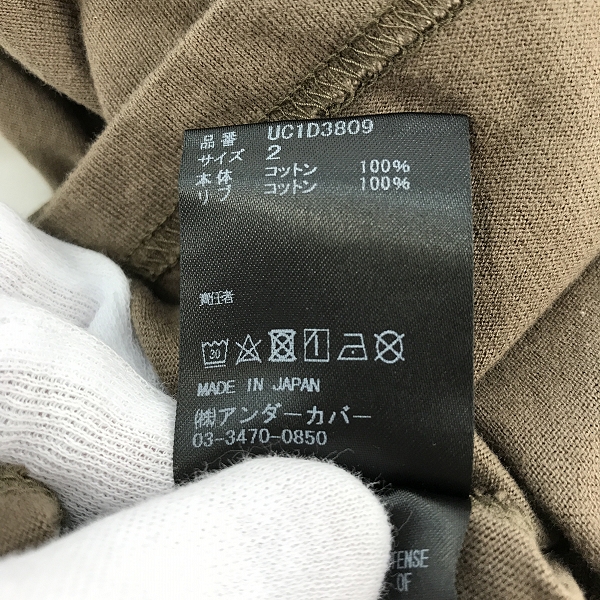 品番 UC1D3809
サイズ 2
本体 コットン 100%
リブ コットン 100%
責任者
30
MADE IN JAPAN
㈱アンダーカバー
03-3470-0850
OF